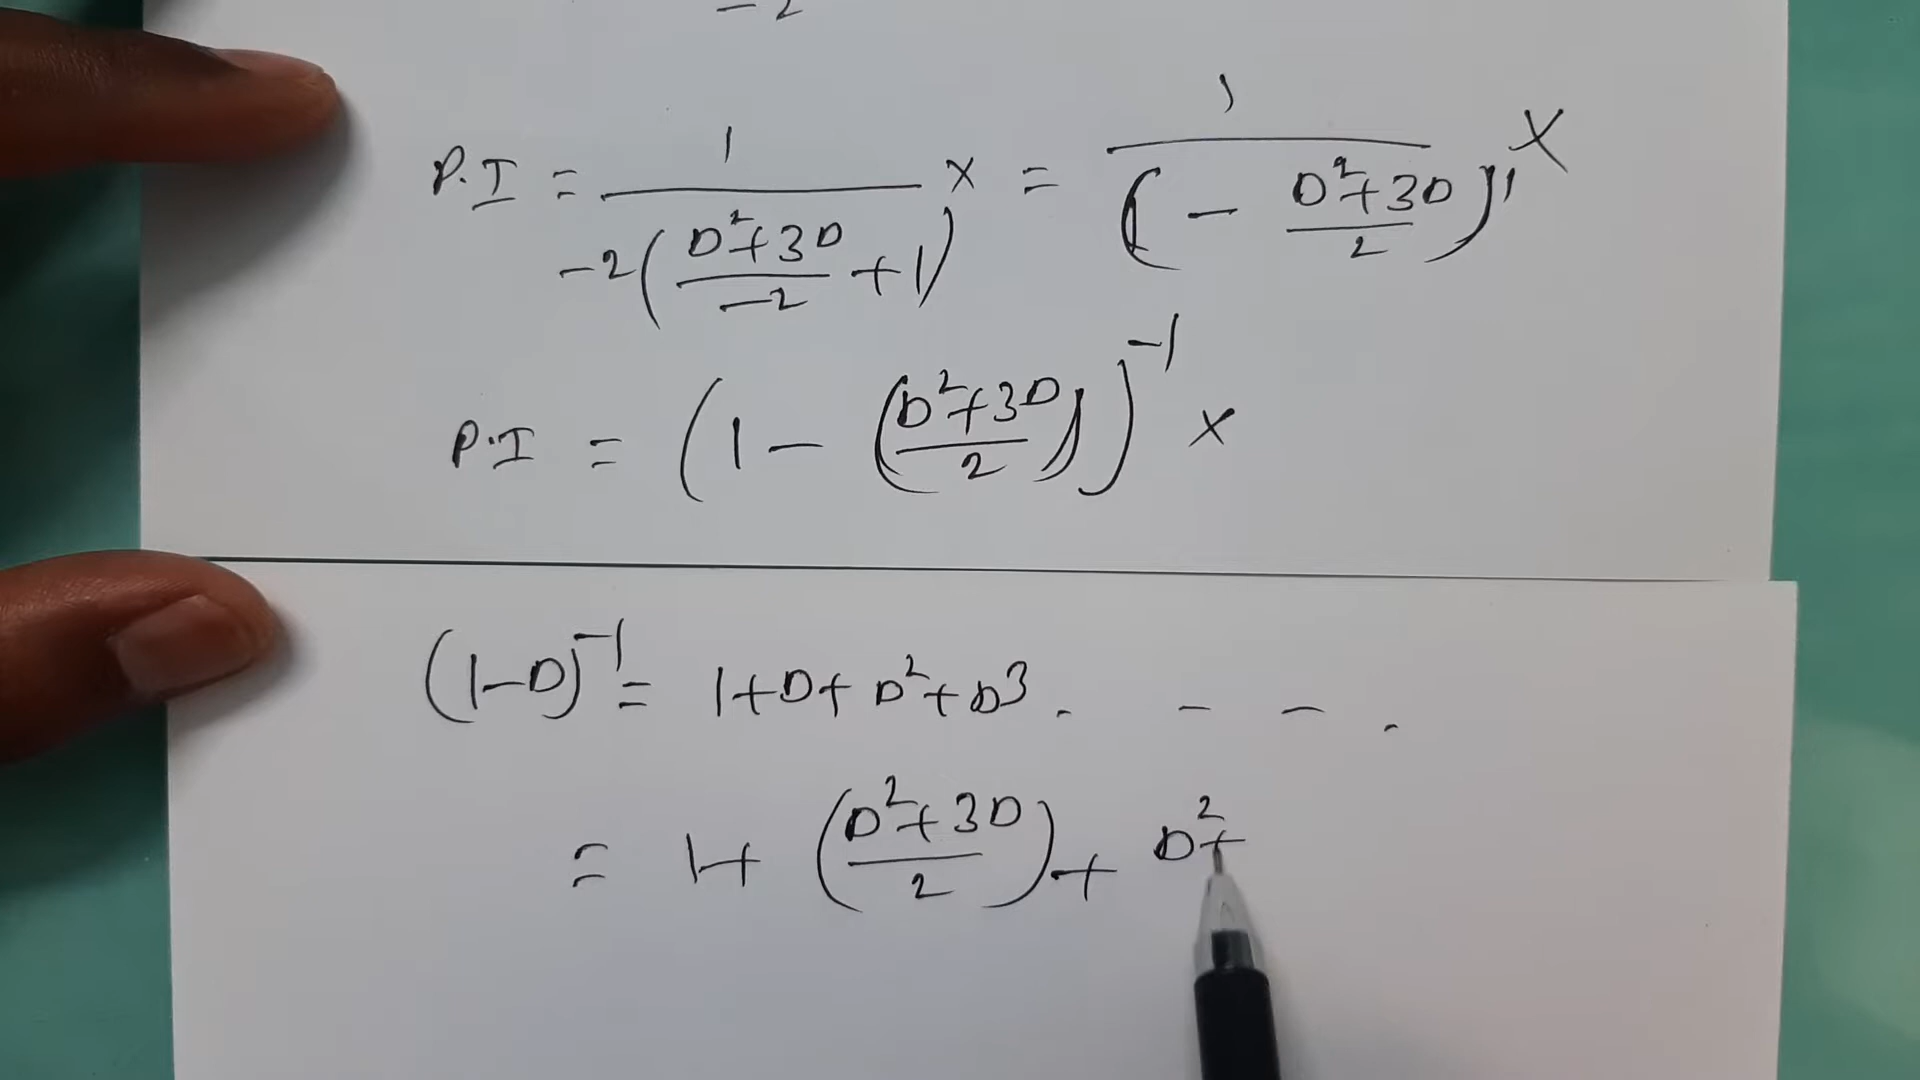 -2
P.I = 1/(-2((D²+3D)/(-2) + 1)) x = 1/(- (D²+3D)/2)' x
P.I = (1 - ((D²+3D)/2))⁻¹ x
(1-D)⁻¹ = 1+D+D²+D³ . - - .
= 1+ ((D²+3D)/2) + D²+